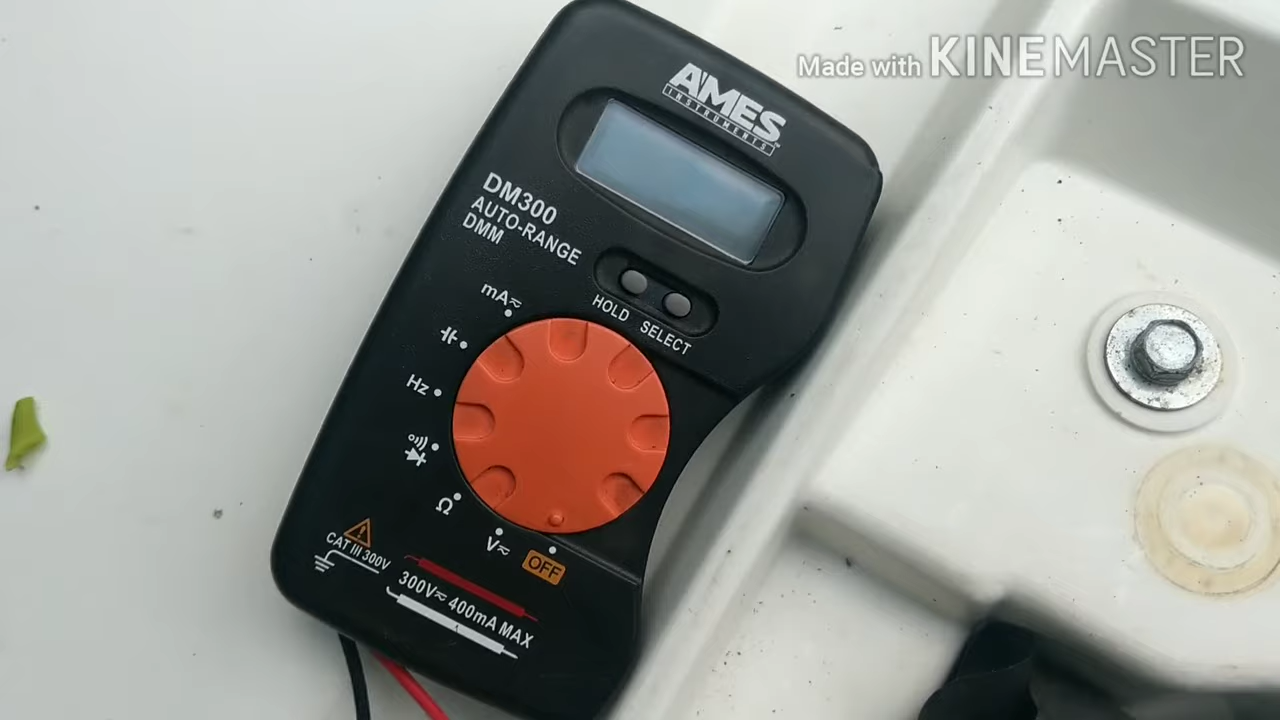 Made with KINEMASTER
AMES
INSTRUMENTS™
DM300
AUTO-RANGE
DMM
HOLD SELECT
mA≂
Hz
Ω
V≂
OFF
CAT III 300V
300V≂ 400mA MAX